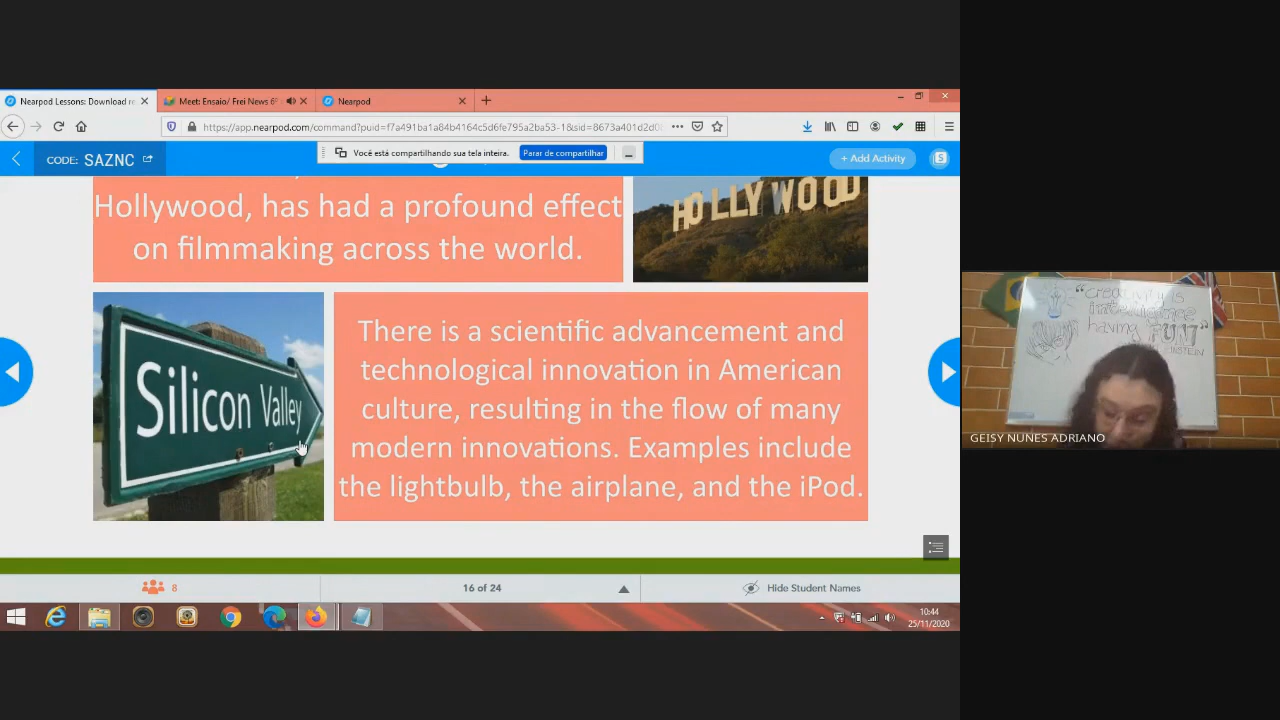 Nearpod Lessons: Download re
Meet: Ensaio/ Frei News 6º
Nearpod
https://app.nearpod.com/command?puid=f7a491ba1a84b4164c5d6fe795a2ba53-1&sid=8673a401d2d0
Você está compartilhando sua tela inteira.
Parar de compartilhar
CODE: SAZNC
+ Add Activity
S
Hollywood, has had a profound effect
on filmmaking across the world.
HOLLYWOOD
Silicon Valley
There is a scientific advancement and
technological innovation in American
culture, resulting in the flow of many
modern innovations. Examples include
the lightbulb, the airplane, and the iPod.
8
16 of 24
Hide Student Names
10:44
25/11/2020
"Creativity is
intelligence
having FUN"
EINSTEIN
GEISY NUNES ADRIANO